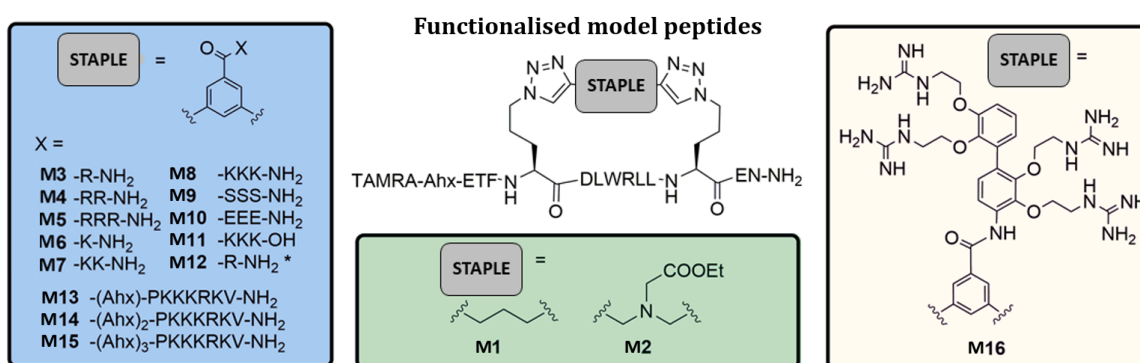 Functionalised model peptides
STAPLE =
O X
X =
M3 -R-NH2
M4 -RR-NH2
M5 -RRR-NH2
M6 -K-NH2
M7 -KK-NH2
M8 -KKK-NH2
M9 -SSS-NH2
M10 -EEE-NH2
M11 -KKK-OH
M12 -R-NH2 *
M13 -(Ahx)-PKKKRKV-NH2
M14 -(Ahx)2-PKKKRKV-NH2
M15 -(Ahx)3-PKKKRKV-NH2
N=N N=N
N STAPLE N
TAMRA-Ahx-ETF-N DLWRLL-N EN-NH2
H H
O O
STAPLE =
COOEt
N
M1 M2
STAPLE =
NH
H2N N
H
O
H2N H N
NH
O
O N NH2
H NH
O H
N NH
NH2
O NH
M16